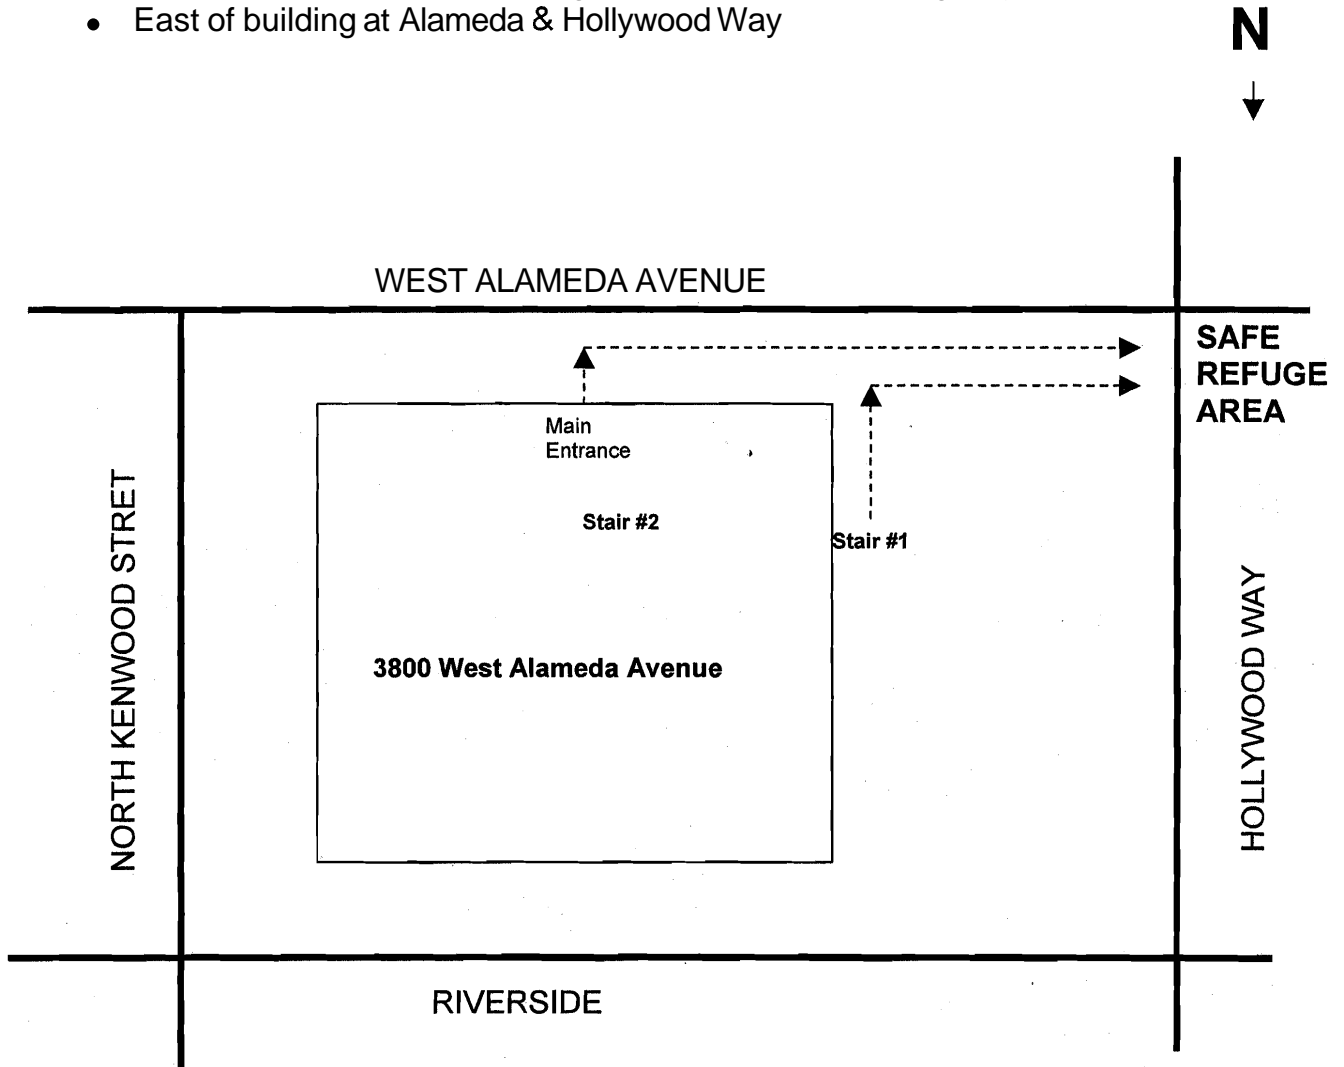 ● East of building at Alameda & Hollywood Way
N
WEST ALAMEDA AVENUE
SAFE
REFUGE
AREA
Main
Entrance
Stair #2
Stair #1
NORTH KENWOOD STRET
3800 West Alameda Avenue
HOLLYWOOD WAY
RIVERSIDE